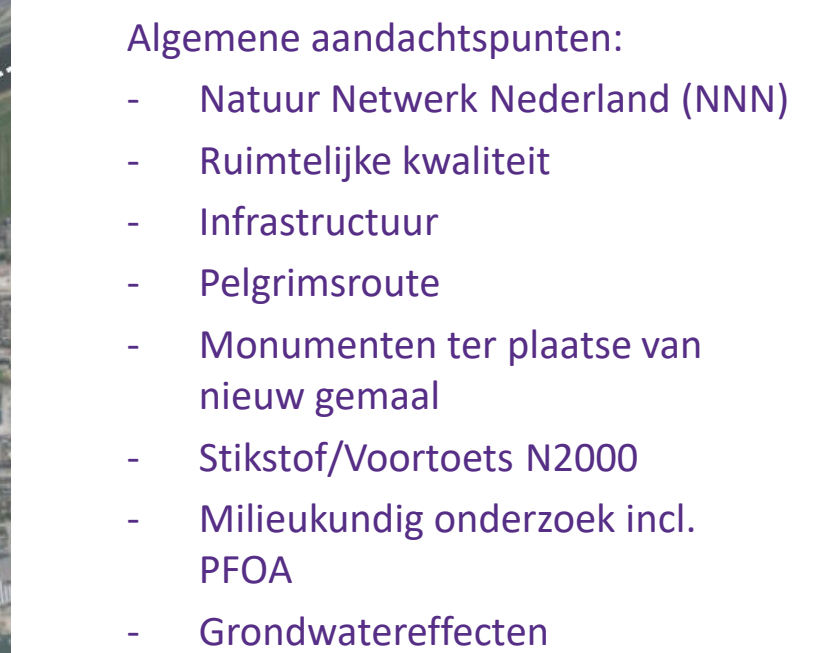 Algemene aandachtspunten:
- Natuur Netwerk Nederland (NNN)
- Ruimtelijke kwaliteit
- Infrastructuur
- Pelgrimsroute
- Monumenten ter plaatse van
nieuw gemaal
- Stikstof/Voortoets N2000
- Milieukundig onderzoek incl.
PFOA
- Grondwatereffecten